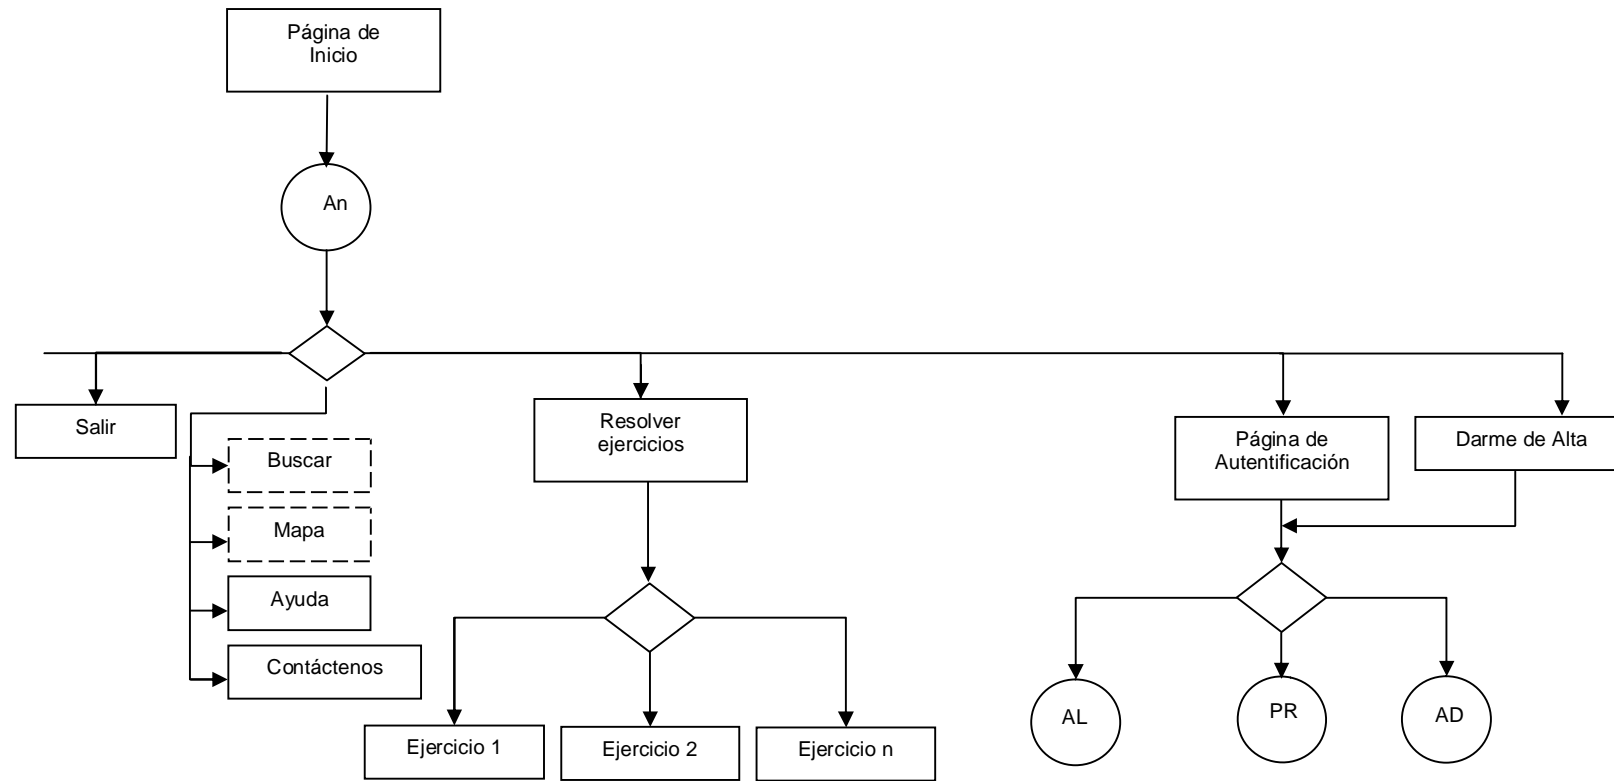 Página de
Inicio
An
Salir
Buscar
Mapa
Ayuda
Contáctenos
Resolver
ejercicios
Ejercicio 1
Ejercicio 2
Ejercicio n
Página de
Autentificación
Darme de Alta
AL
PR
AD